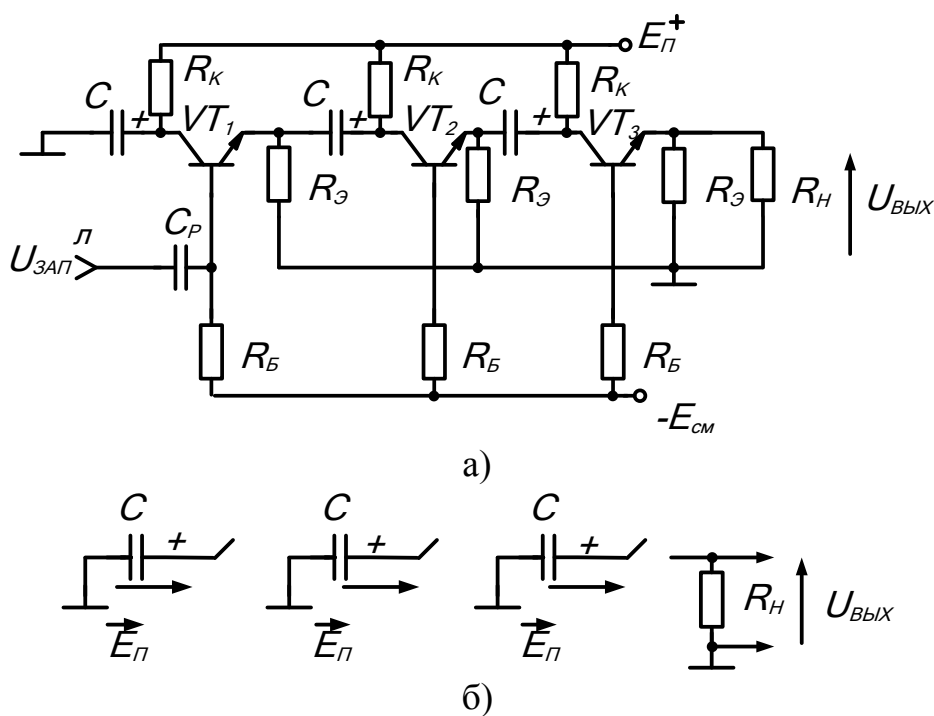 E_П^+
R_К R_К R_К
C + VT_1 C + VT_2 C + VT_3
R_Э R_Э R_Э R_Н U_ВЫХ
C_Р
U_ЗАП Л
R_Б R_Б R_Б
-E_см
а)
C C C
+ + +
R_Н U_ВЫХ
E_П E_П E_П
б)